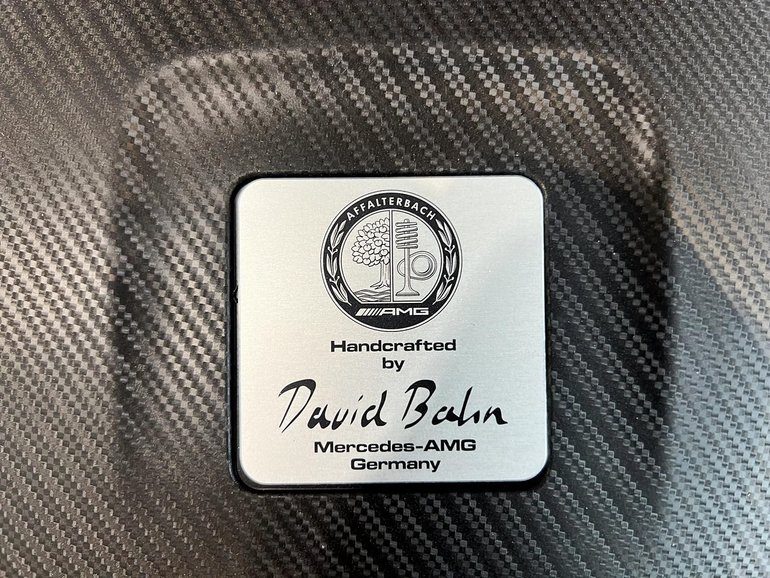 AFFALTERBACH
AMG
Handcrafted
by
David Bahn
Mercedes-AMG
Germany